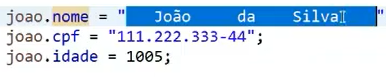 joao.nome = "    João    da    Silva    "
joao.cpf = "111.222.333-44";
joao.idade = 1005;